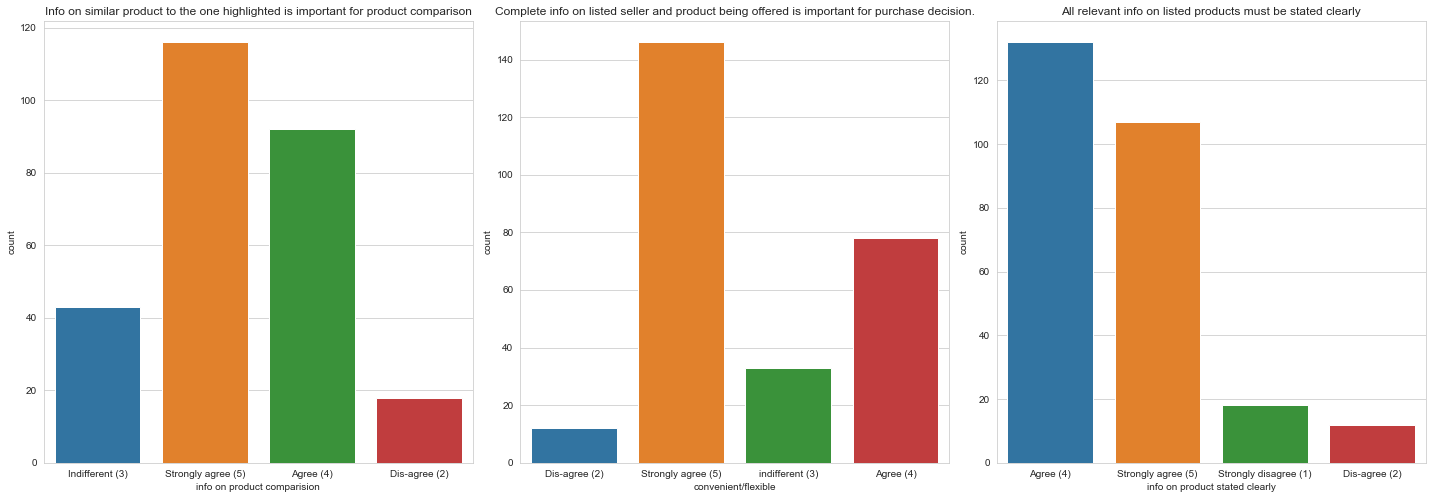 Info on similar product to the one highlighted is important for product comparison
120
100
80
60
40
20
0
count
Indifferent (3) Strongly agree (5) Agree (4) Dis-agree (2)
info on product comparision
Complete info on listed seller and product being offered is important for purchase decision.
140
120
100
80
60
40
20
0
count
Dis-agree (2) Strongly agree (5) indifferent (3) Agree (4)
convenient/flexible
All relevant info on listed products must be stated clearly
120
100
80
60
40
20
0
count
Agree (4) Strongly agree (5) Strongly disagree (1) Dis-agree (2)
info on product stated clearly